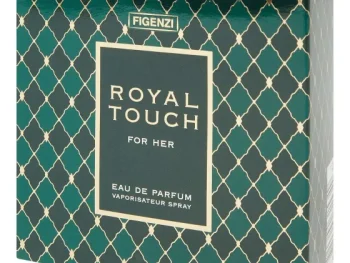 FIGENZI
ROYAL
TOUCH
FOR HER
EAU DE PARFUM
VAPORISATEUR SPRAY